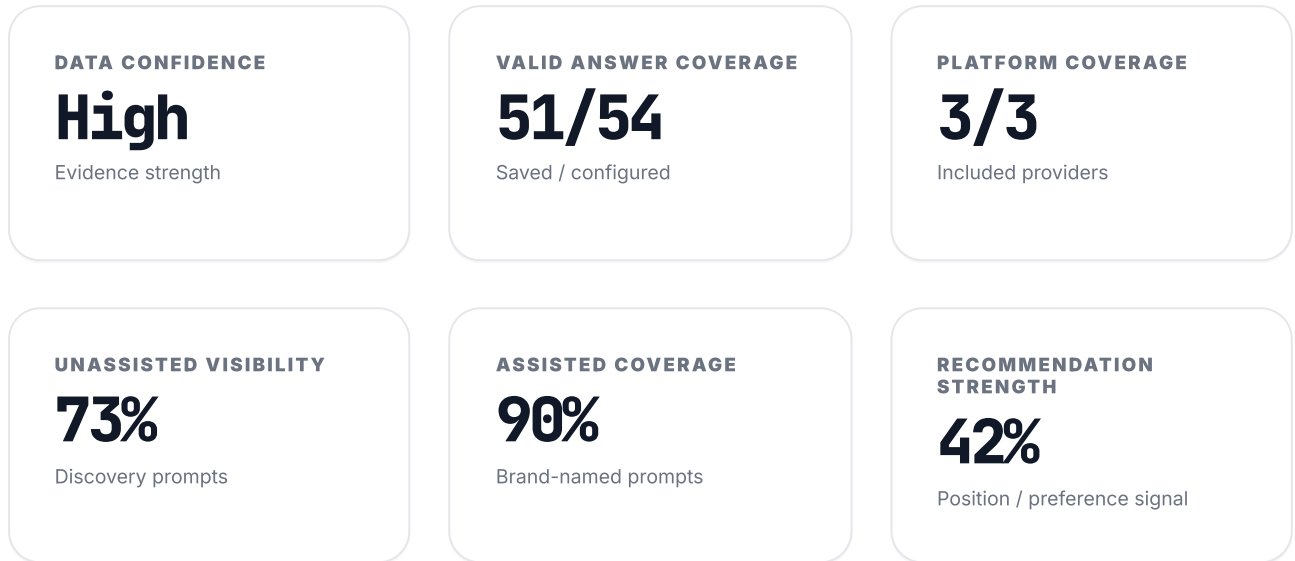 DATA CONFIDENCE
High
Evidence strength
VALID ANSWER COVERAGE
51/54
Saved / configured
PLATFORM COVERAGE
3/3
Included providers
UNASSISTED VISIBILITY
73%
Discovery prompts
ASSISTED COVERAGE
90%
Brand-named prompts
RECOMMENDATION
STRENGTH
42%
Position / preference signal